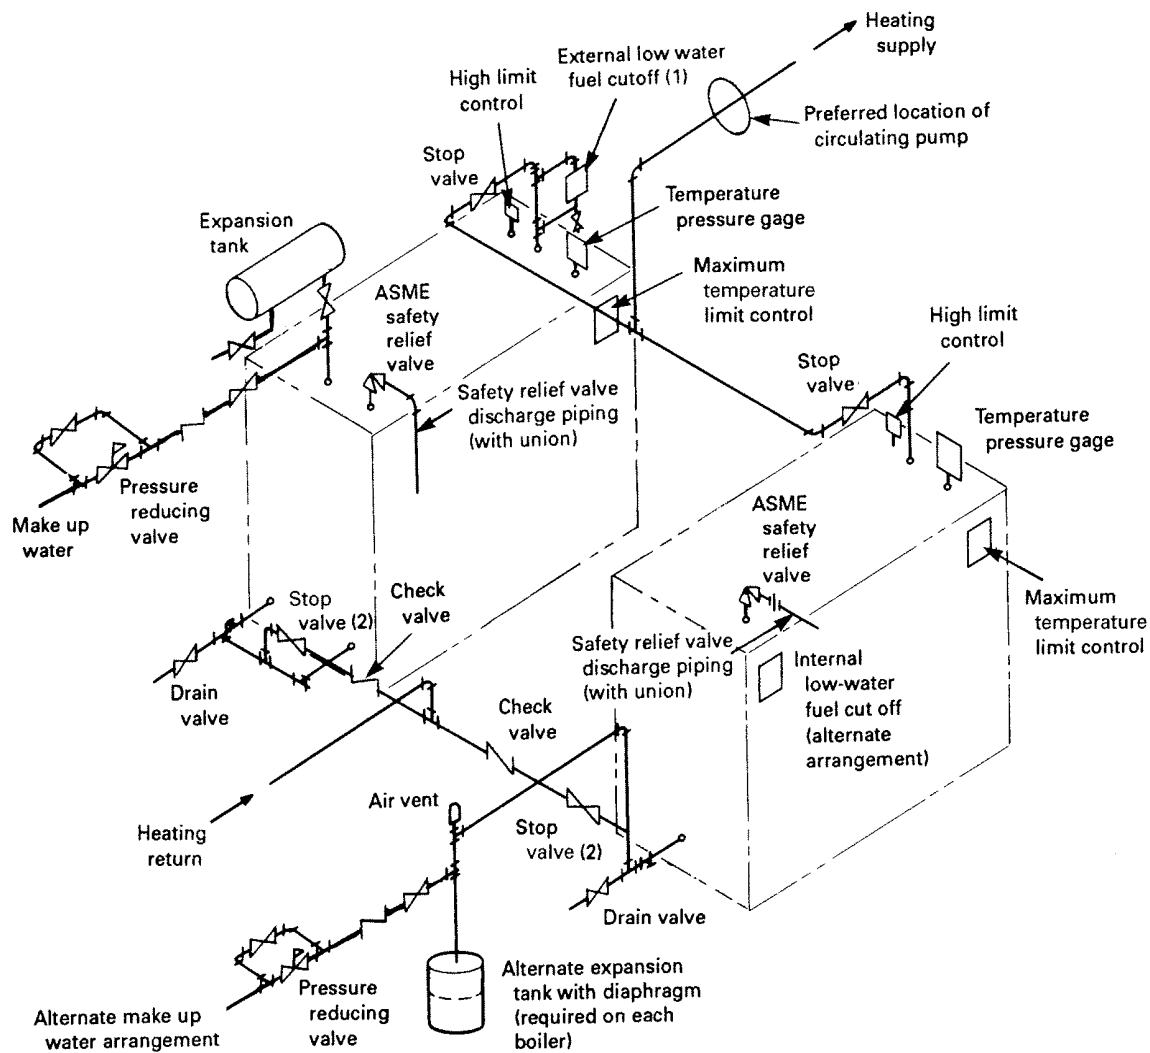 Heating
supply
External low water
fuel cutoff (1)
High limit
control
Preferred location of
circulating pump
Stop
valve
Temperature
pressure gage
Expansion
tank
Maximum
temperature
limit control
ASME
safety
relief
valve
High limit
control
Stop
valve
Safety relief valve
discharge piping
(with union)
Temperature
pressure gage
Pressure
reducing
valve
Make up
water
ASME
safety
relief
valve
Check
valve
Stop
valve (2)
Maximum
temperature
limit control
Safety relief valve
discharge piping
(with union)
Internal
low-water
fuel cut off
(alternate
arrangement)
Drain
valve
Check
valve
Air vent
Heating
return
Stop
valve (2)
Drain valve
Alternate expansion
tank with diaphragm
(required on each
boiler)
Pressure
reducing
valve
Alternate make up
water arrangement